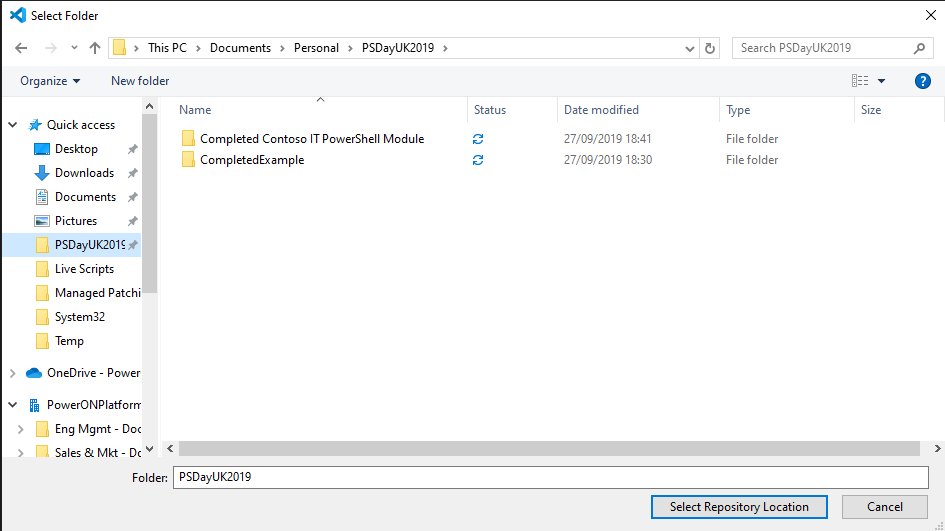 Select Folder
This PC > Documents > Personal > PSDayUK2019 >
Search PSDayUK2019
Organize
New folder
Name
Status
Date modified
Type
Size
Quick access
Desktop
Downloads
Documents
Pictures
PSDayUK2019
Live Scripts
Managed Patchi
System32
Temp
OneDrive - Power
PowerONPlatform
Eng Mgmt - Doc
Sales & Mkt - Do
Completed Contoso IT PowerShell Module
27/09/2019 18:41
File folder
CompletedExample
27/09/2019 18:30
File folder
Folder:
PSDayUK2019
Select Repository Location
Cancel